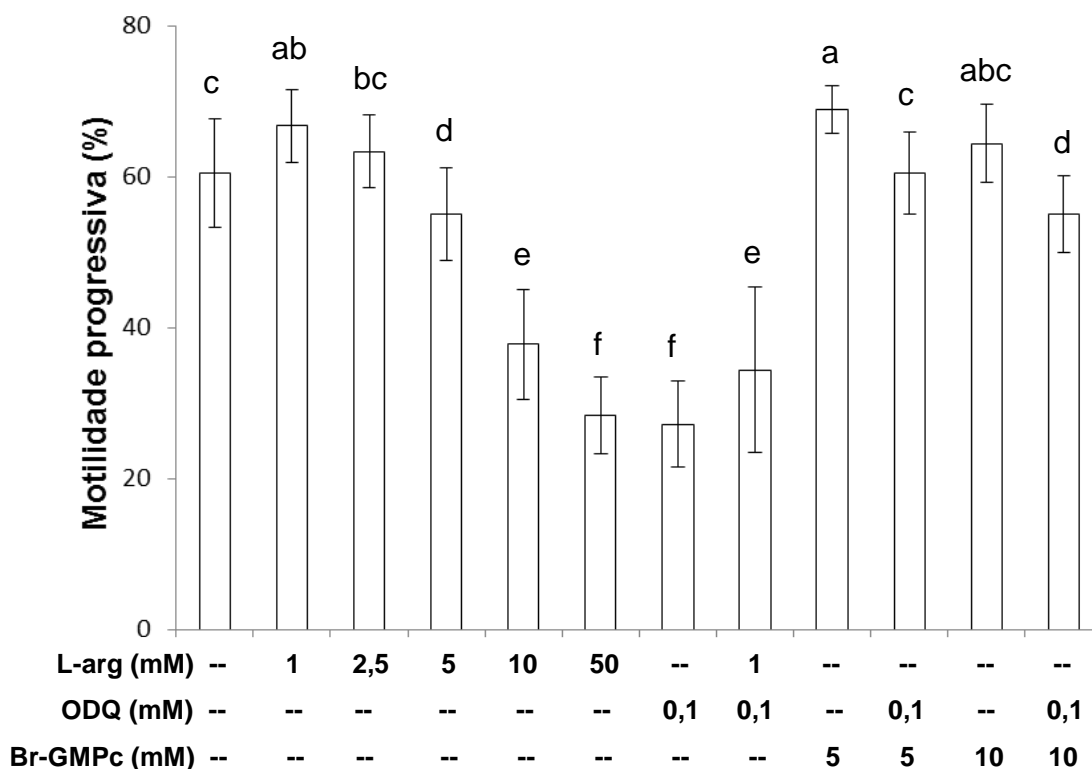 Motilidade progressiva (%)
80
60
40
20
0
c ab bc d e f f e a c abc d
L-arg (mM) -- 1 2,5 5 10 50 -- 1 -- -- -- --
ODQ (mM) -- -- -- -- -- -- 0,1 0,1 -- 0,1 -- 0,1
Br-GMPc (mM) -- -- -- -- -- -- -- -- 5 5 10 10